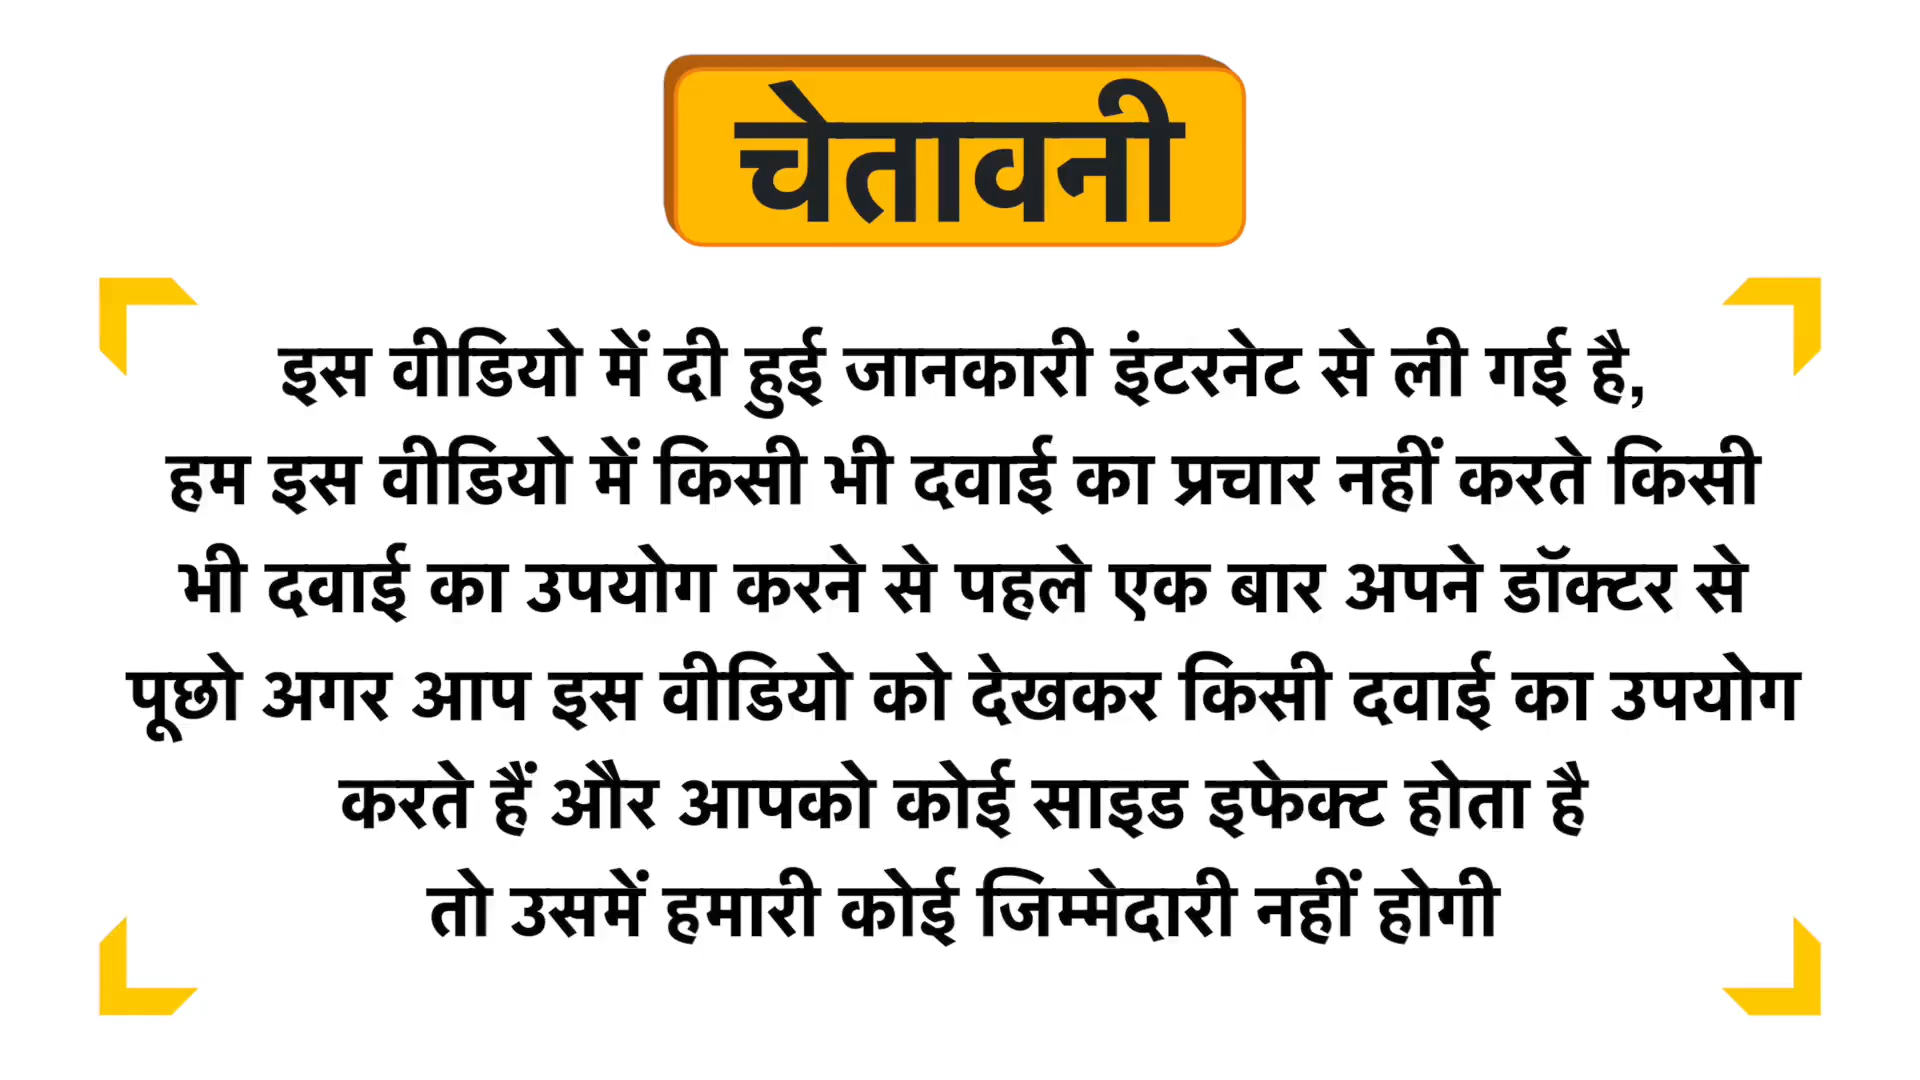 चेतावनी
इस वीडियो में दी हुई जानकारी इंटरनेट से ली गई है,
हम इस वीडियो में किसी भी दवाई का प्रचार नहीं करते किसी
भी दवाई का उपयोग करने से पहले एक बार अपने डॉक्टर से
पूछो अगर आप इस वीडियो को देखकर किसी दवाई का उपयोग
करते हैं और आपको कोई साइड इफेक्ट होता है
तो उसमें हमारी कोई जिम्मेदारी नहीं होगी